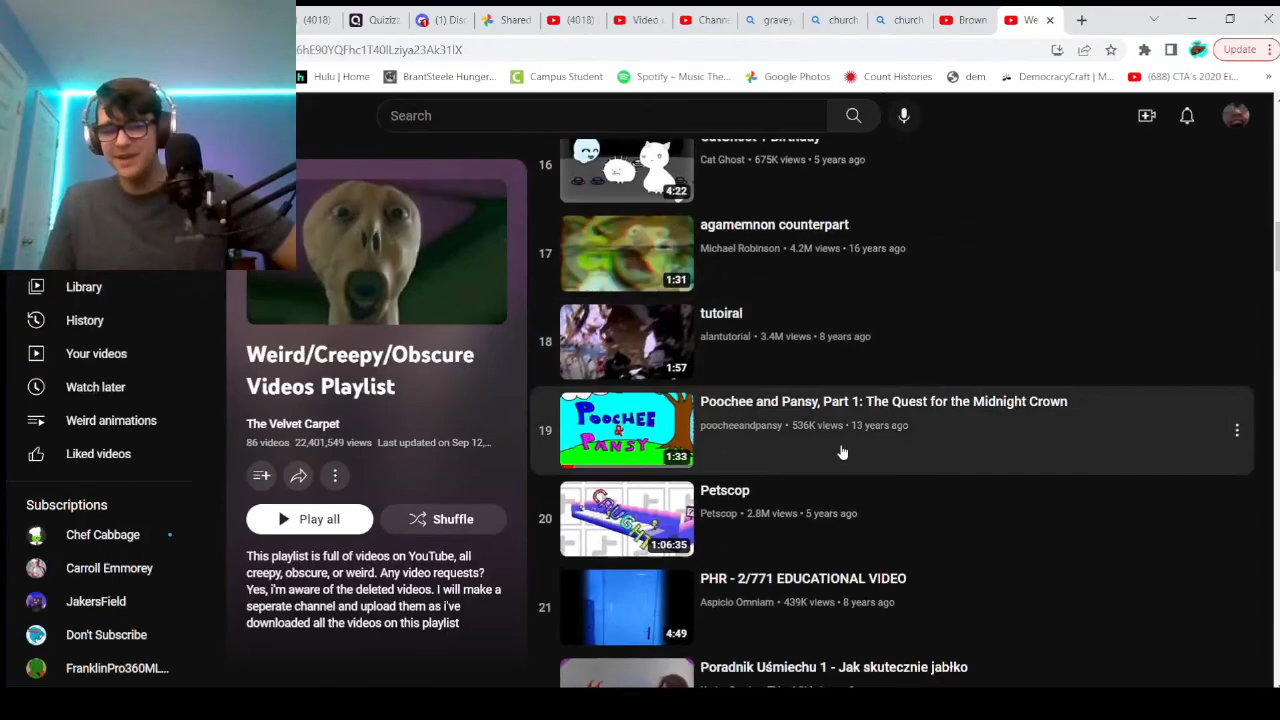 (4018)
Quizizz
(1) Disc
Shared
(4018)
Video c
Channe
gravey
church
church
Brown
We
6hE90YQFhc1T40ILziya23Ak31lX
Update
Hulu | Home
BrantSteele Hunger...
Campus Student
Spotify – Music The...
Google Photos
Count Histories
dem
DemocracyCraft | M...
(688) CTA's 2020 Ei...
»
Search
Library
History
Your videos
Watch later
Weird animations
Liked videos
Subscriptions
Chef Cabbage
Carroll Emmorey
JakersField
Don't Subscribe
FranklinPro360ML...
Weird/Creepy/Obscure
Videos Playlist
The Velvet Carpet
86 videos 22,401,549 views Last updated on Sep 12,...
Play all
Shuffle
This playlist is full of videos on YouTube, all
creepy, obscure, or weird. Any video requests?
Yes, i'm aware of the deleted videos. I will make a
seperate channel and upload them as i've
downloaded all the videos on this playlist
16
4:22
CatGhost 1 Birthday
Cat Ghost • 675K views • 5 years ago
17
1:31
agamemnon counterpart
Michael Robinson • 4.2M views • 16 years ago
18
1:57
tutoiral
alantutorial • 3.4M views • 8 years ago
19
POOCHEE
&
PANSY
1:33
Poochee and Pansy, Part 1: The Quest for the Midnight Crown
poocheeandpansy • 536K views • 13 years ago
20
CAUGHT
1:06:35
Petscop
Petscop • 2.8M views • 5 years ago
21
4:49
PHR - 2/771 EDUCATIONAL VIDEO
Aspicio Omniam • 439K views • 8 years ago
Poradnik Uśmiechu 1 - Jak skutecznie jabłko